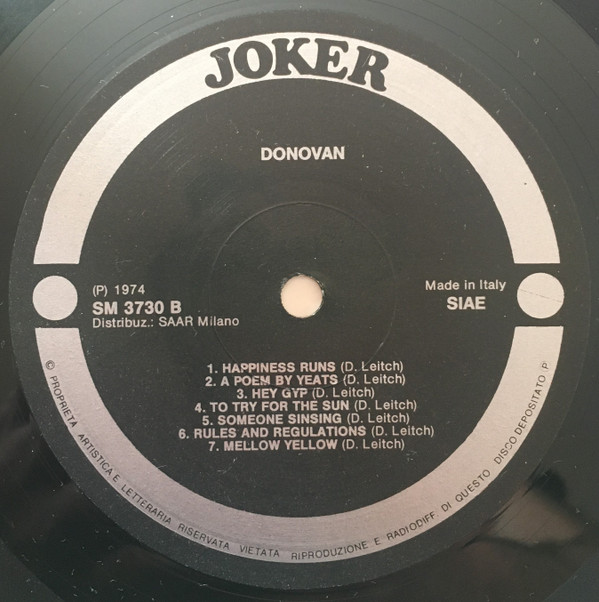 JOKER
DONOVAN
(P) 1974
SM 3730 B
Distribuz.: SAAR Milano
Made in Italy
SIAE
1. HAPPINESS RUNS (D. Leitch)
2. A POEM BY YEATS (D. Leitch)
3. HEY GYP (D. Leitch)
4. TO TRY FOR THE SUN (D. Leitch)
5. SOMEONE SINSING (D. Leitch)
6. RULES AND REGULATIONS (D. Leitch)
7. MELLOW YELLOW (D. Leitch)
© PROPRIETA ARTISTICA E LETTERARIA RISERVATA VIETATA RIPRODUZIONE E RADIODIFF. DI QUESTO DISCO DEPOSITATO P.